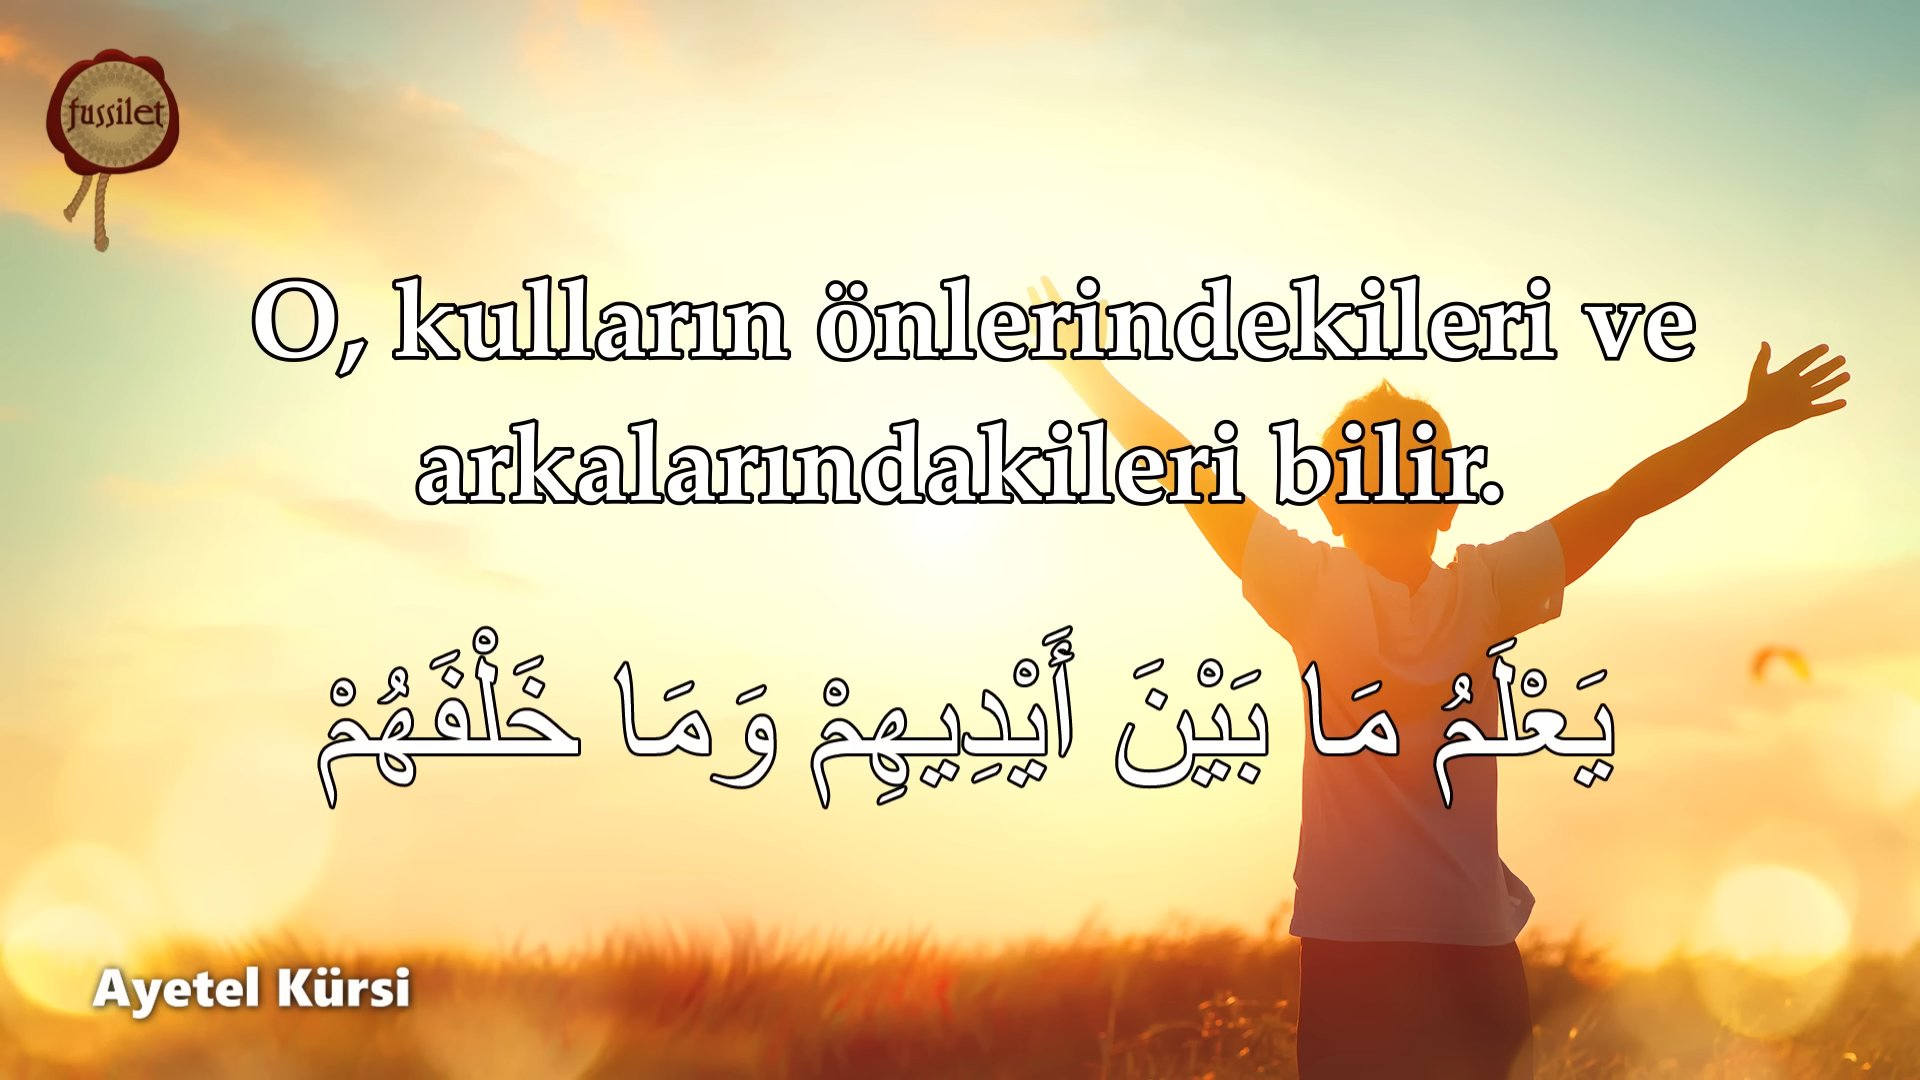 fussilet
O, kulların önlerindekileri ve
arkalarındakileri bilir.
يَعْلَمُ مَا بَيْنَ أَيْدِيهِمْ وَمَا خَلْفَهُمْ
Ayetel Kürsi